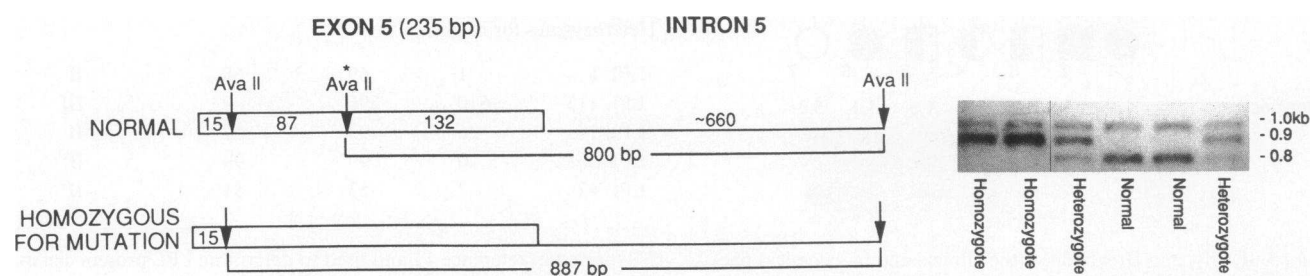 EXON 5 (235 bp)
INTRON 5
Ava II
*
Ava II
Ava II
NORMAL
15
87
132
~660
800 bp
HOMOZYGOUS
FOR MUTATION
15
887 bp
- 1.0kb
- 0.9
- 0.8
Homozygote
Homozygote
Heterozygote
Normal
Normal
Heterozygote